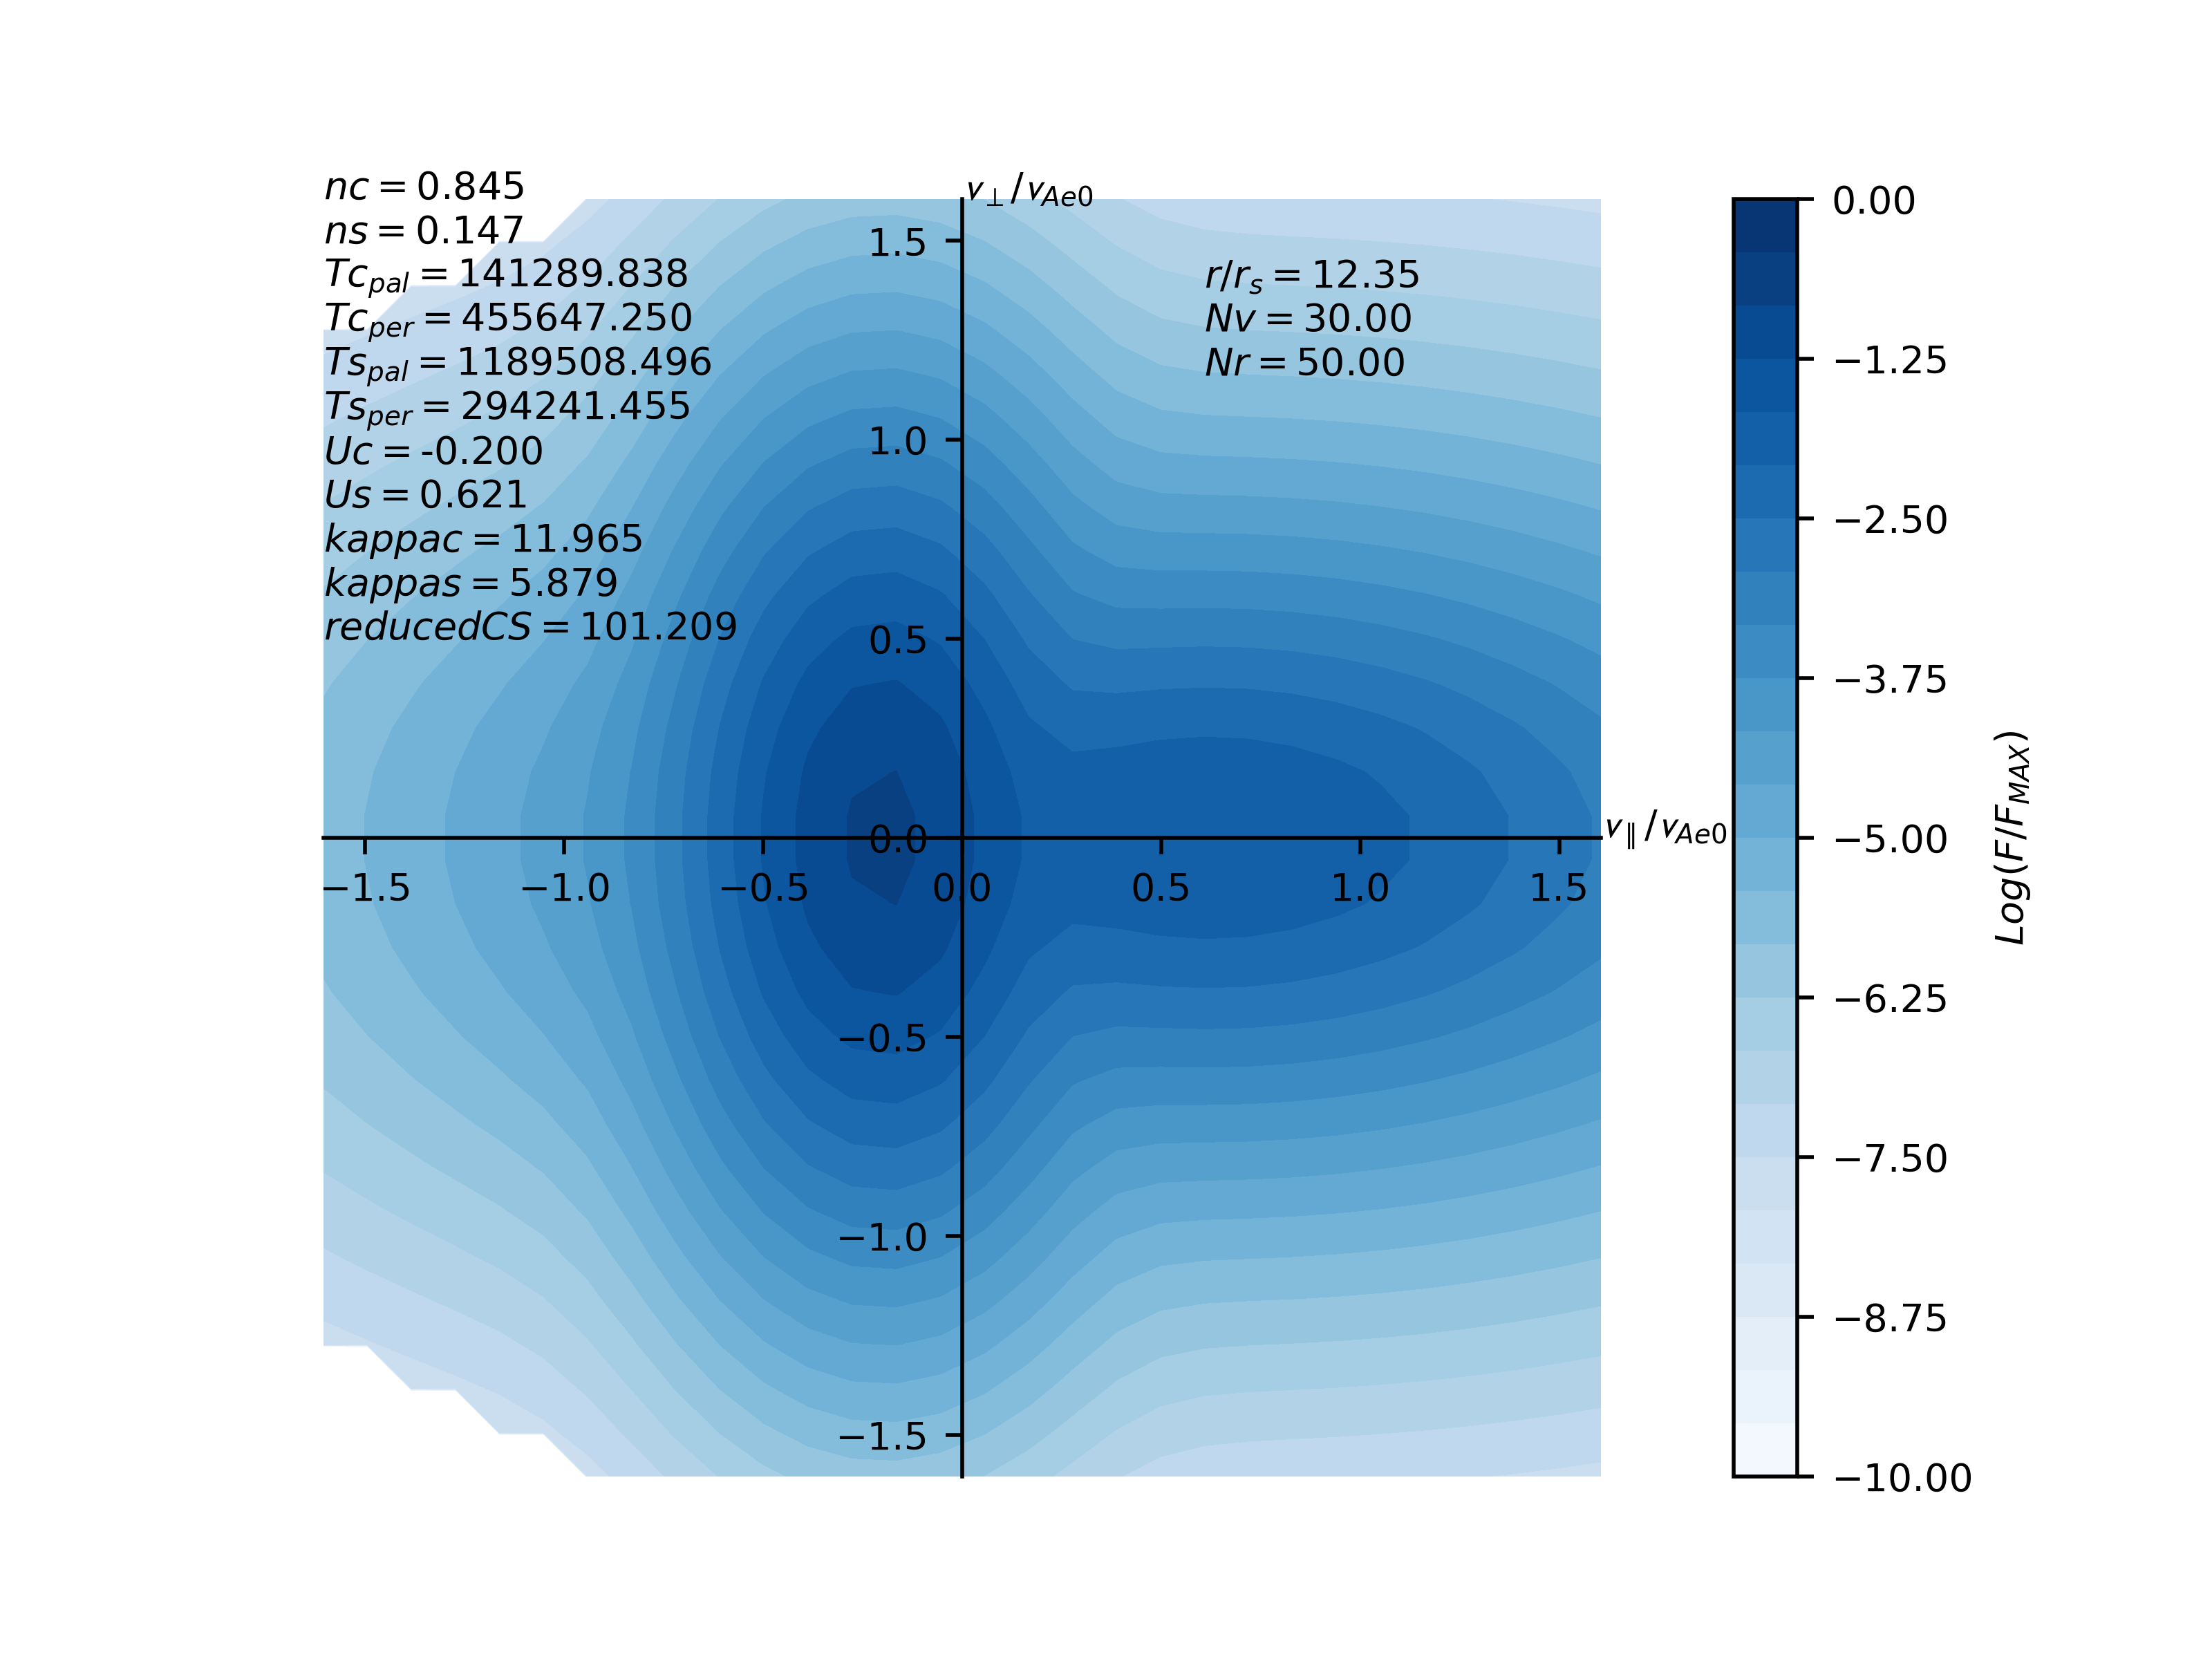 nc = 0.845
ns = 0.147
Tc_pal = 141289.838
Tc_per = 455647.250
Ts_pal = 1189508.496
Ts_per = 294241.455
Uc = -0.200
Us = 0.621
kappac = 11.965
kappas = 5.879
reducedCS = 101.209
v⊥/v_Ae0
r/r_s = 12.35
Nv = 30.00
Nr = 50.00
1.5
1.0
0.5
0.0
−0.5
−1.0
−1.5
−1.5 −1.0 −0.5 0.0 0.5 1.0 1.5
v∥/v_Ae0
0.00
−1.25
−2.50
−3.75
−5.00
−6.25
−7.50
−8.75
−10.00
Log(F/F_MAX)